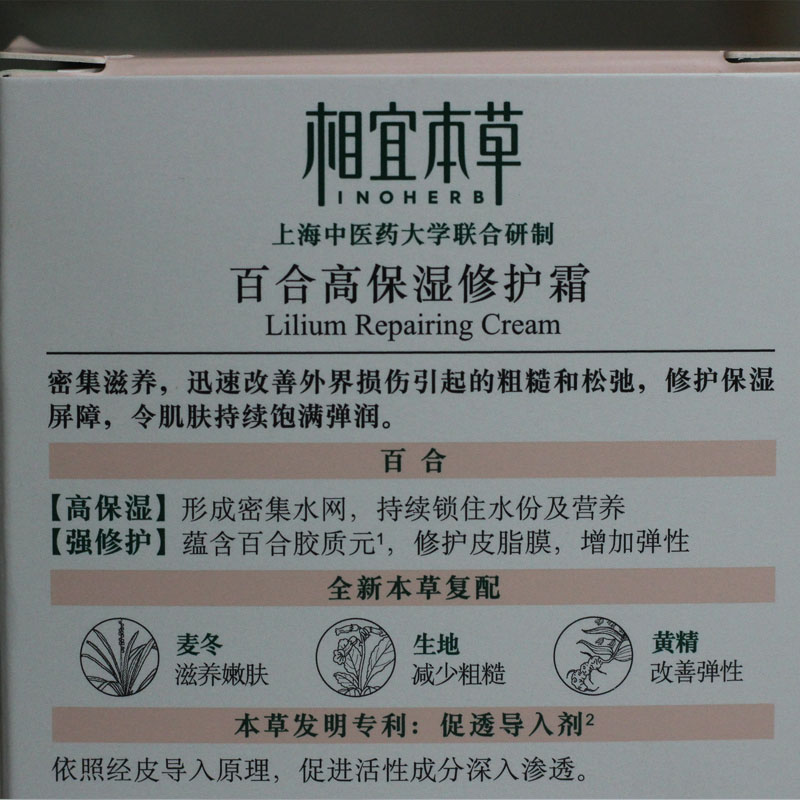 相宜本草
INOHERB
上海中医药大学联合研制
百合高保湿修护霜
Lilium Repairing Cream
密集滋养，迅速改善外界损伤引起的粗糙和松弛，修护保湿
屏障，令肌肤持续饱满弹润。
百合
【高保湿】形成密集水网，持续锁住水份及营养
【强修护】蕴含百合胶质元¹，修护皮脂膜，增加弹性
全新本草复配
麦冬
滋养嫩肤
生地
减少粗糙
黄精
改善弹性
本草发明专利：促透导入剂²
依照经皮导入原理，促进活性成分深入渗透。